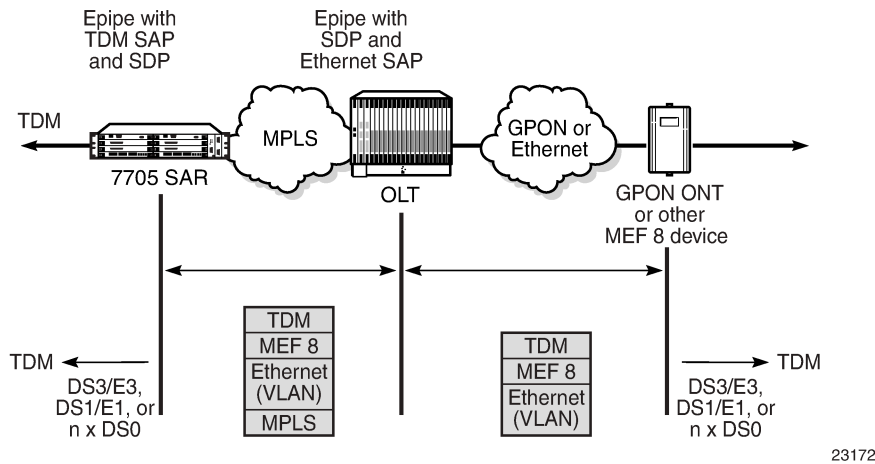 Epipe with
TDM SAP
and SDP
Epipe with
SDP and
Ethernet SAP
TDM
MPLS
GPON or
Ethernet
7705 SAR
OLT
GPON ONT
or other
MEF 8 device
TDM
MEF 8
Ethernet
(VLAN)
MPLS
TDM
MEF 8
Ethernet
(VLAN)
TDM
DS3/E3,
DS1/E1, or
n x DS0
TDM
DS3/E3,
DS1/E1, or
n x DS0
23172